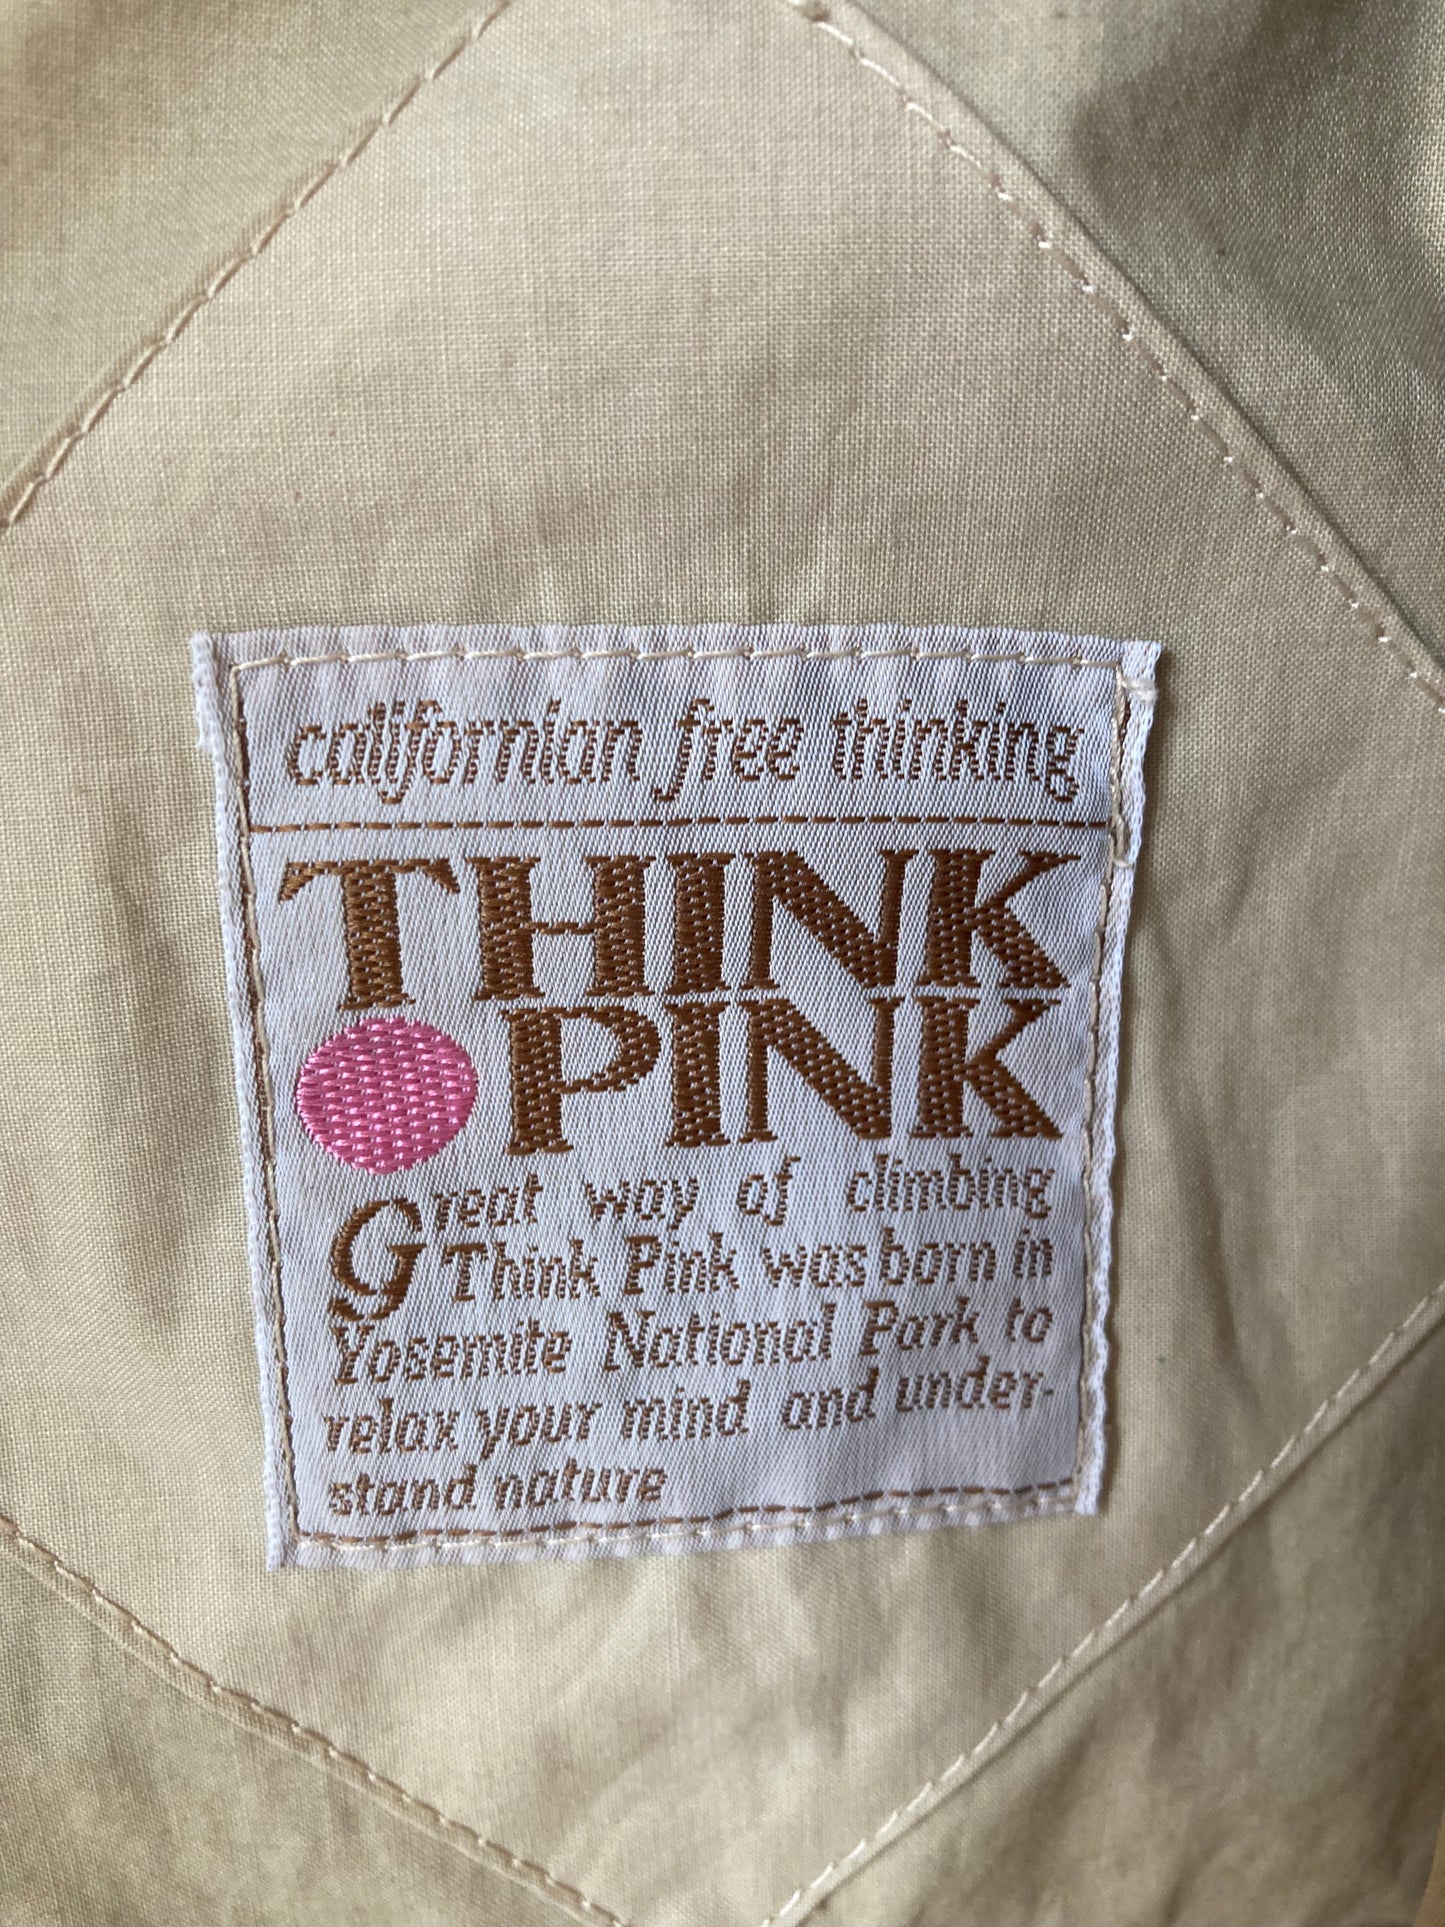 californian free thinking
THINK
PINK
Great way of climbing
Think Pink was born in
Yosemite National Park to
relax your mind and under-
stand nature